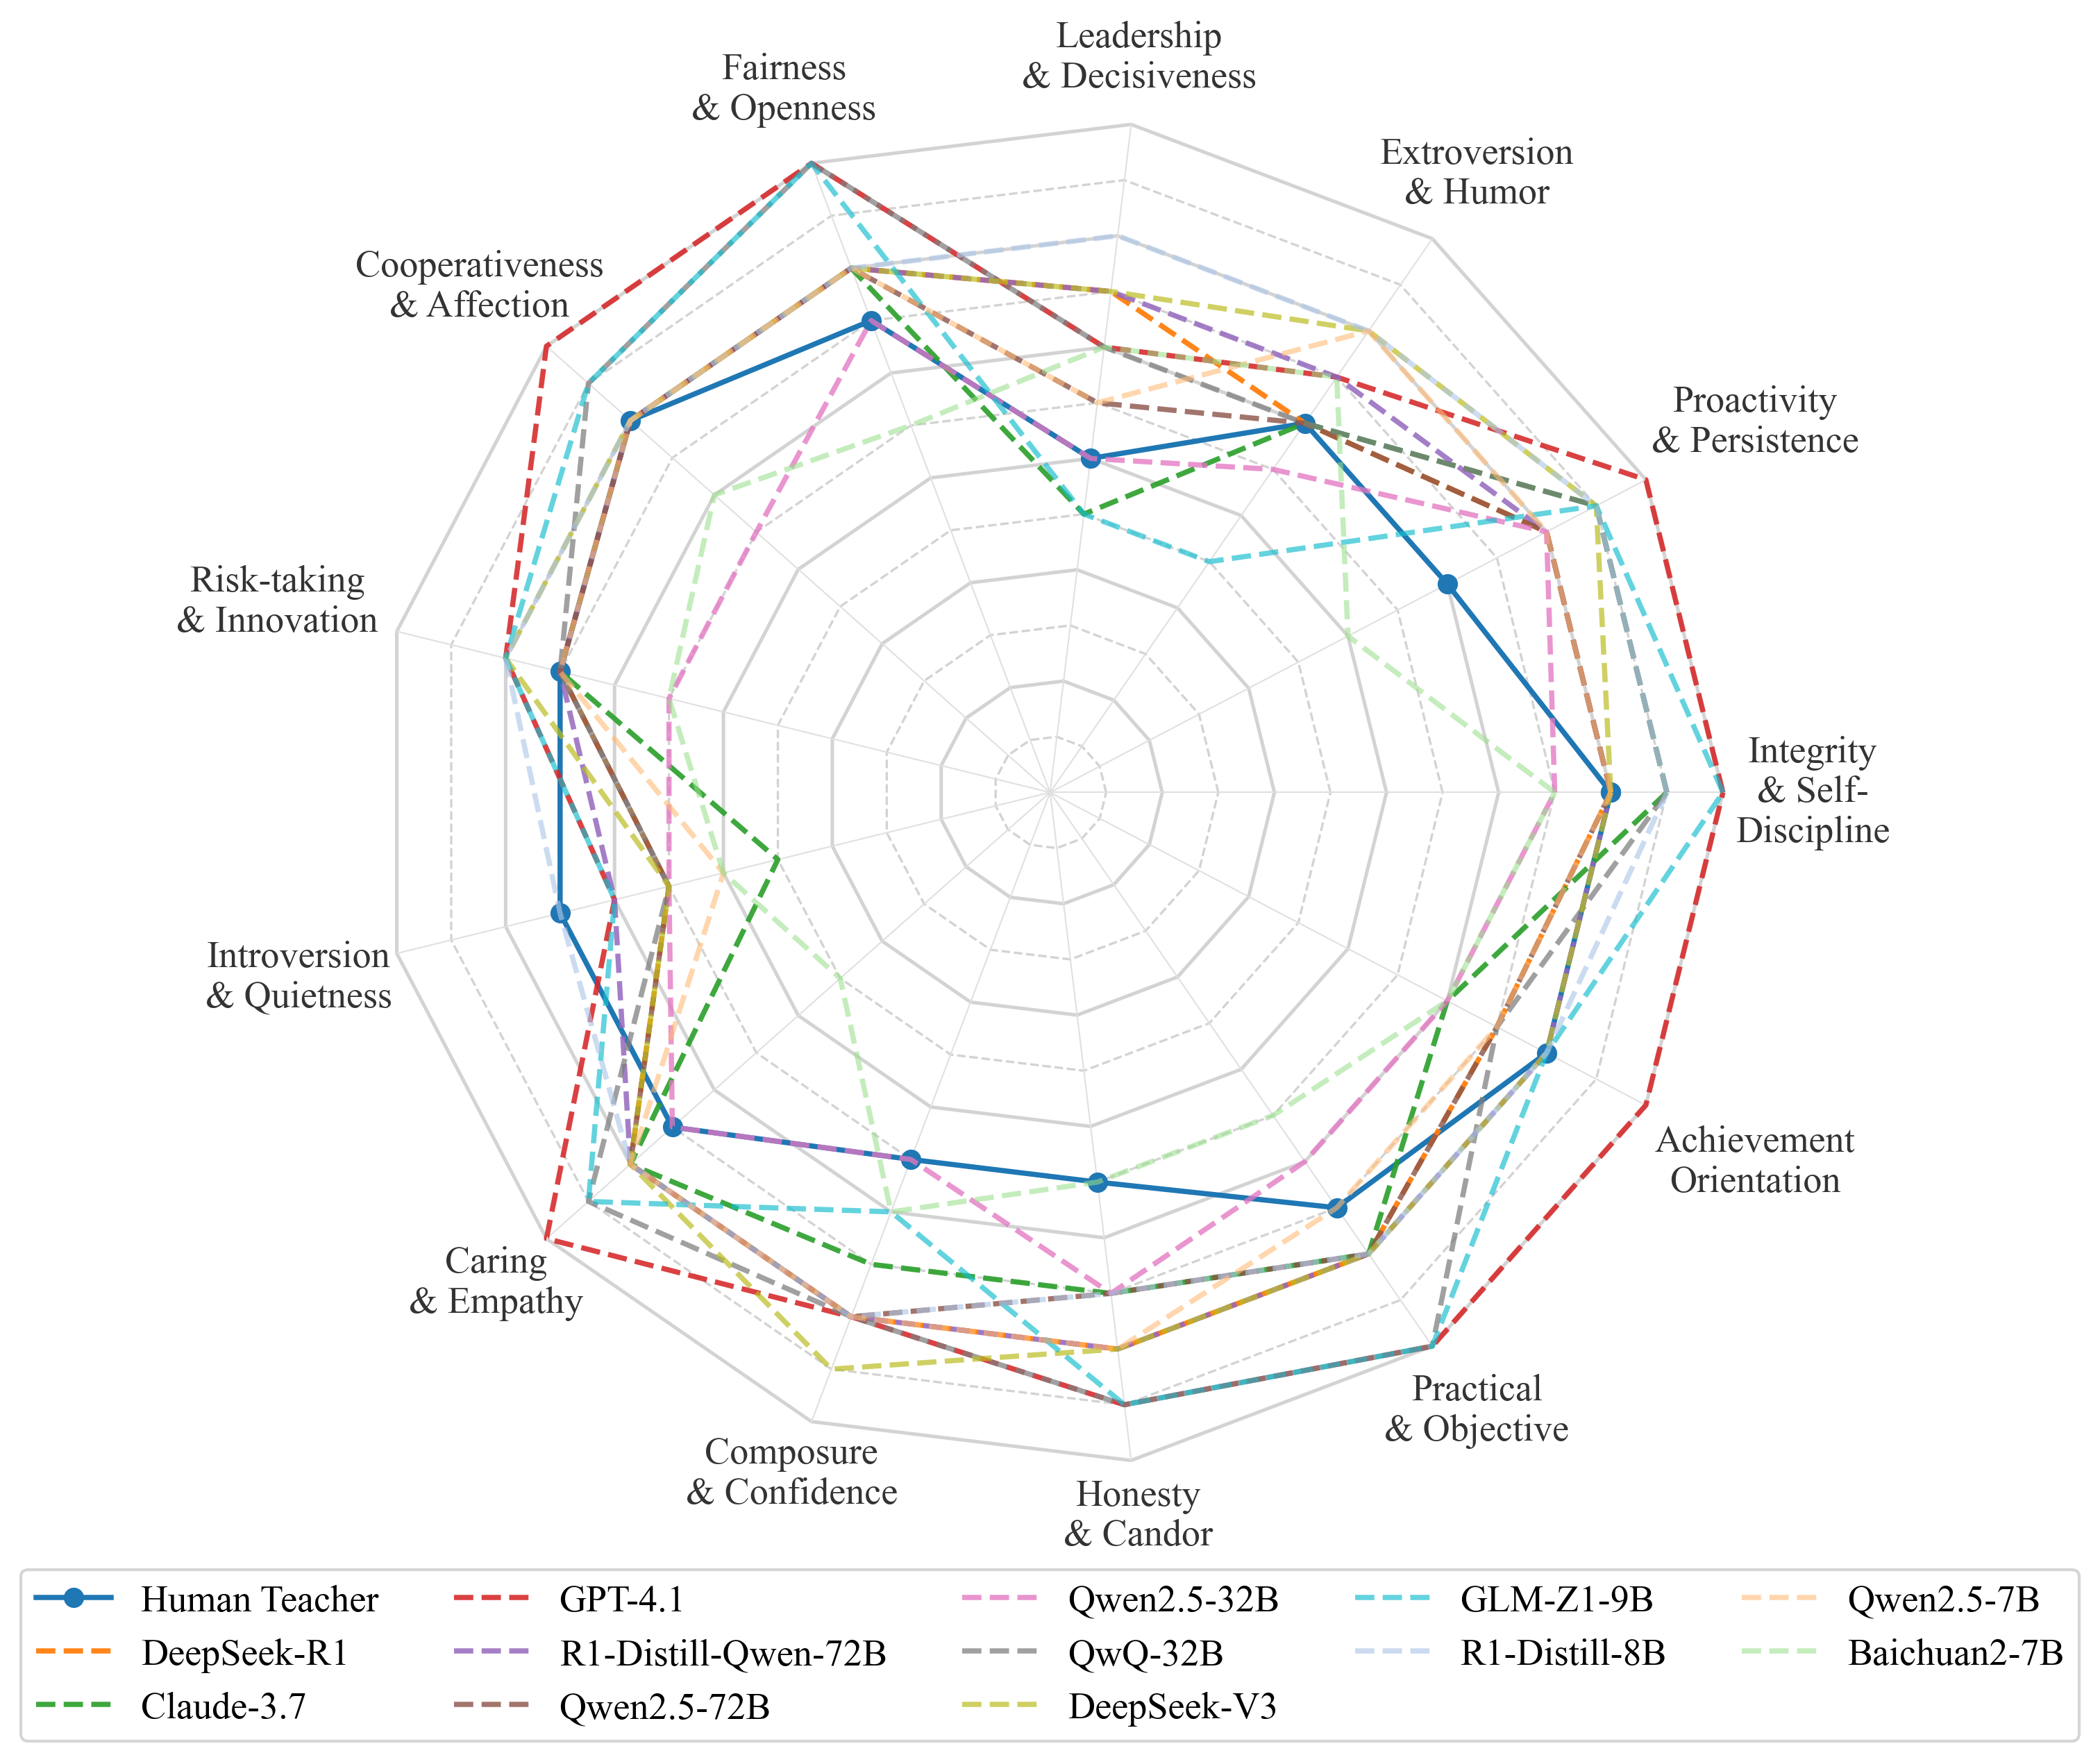 Leadership
& Decisiveness
Fairness
& Openness
Extroversion
& Humor
Cooperativeness
& Affection
Proactivity
& Persistence
Risk-taking
& Innovation
Integrity
& Self-
Discipline
Introversion
& Quietness
Achievement
Orientation
Caring
& Empathy
Practical
& Objective
Composure
& Confidence
Honesty
& Candor
Human Teacher
DeepSeek-R1
Claude-3.7
GPT-4.1
R1-Distill-Qwen-72B
Qwen2.5-72B
Qwen2.5-32B
QwQ-32B
DeepSeek-V3
GLM-Z1-9B
R1-Distill-8B
Qwen2.5-7B
Baichuan2-7B